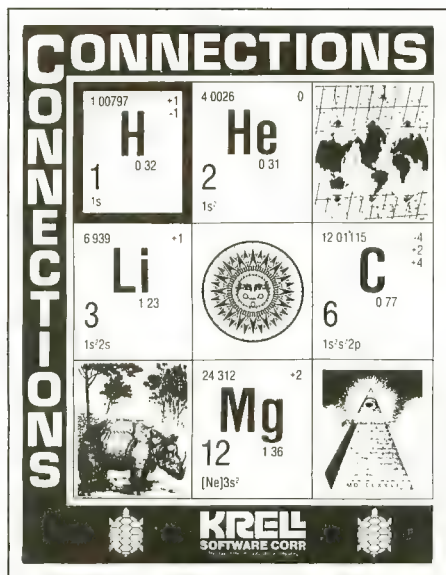 CONNECTIONS
CONNECTIONS
1 00797 +1
-1
H
0 32
1
1s
4 0026 0
He
0 31
2
1s²
6 939 +1
Li
1 23
3
1s²2s
12 01115 -4
+2
+4
C
0 77
6
1s²s²2p
24 312 +2
Mg
1 36
12
[Ne]3s²
KRELL
SOFTWARE CORP